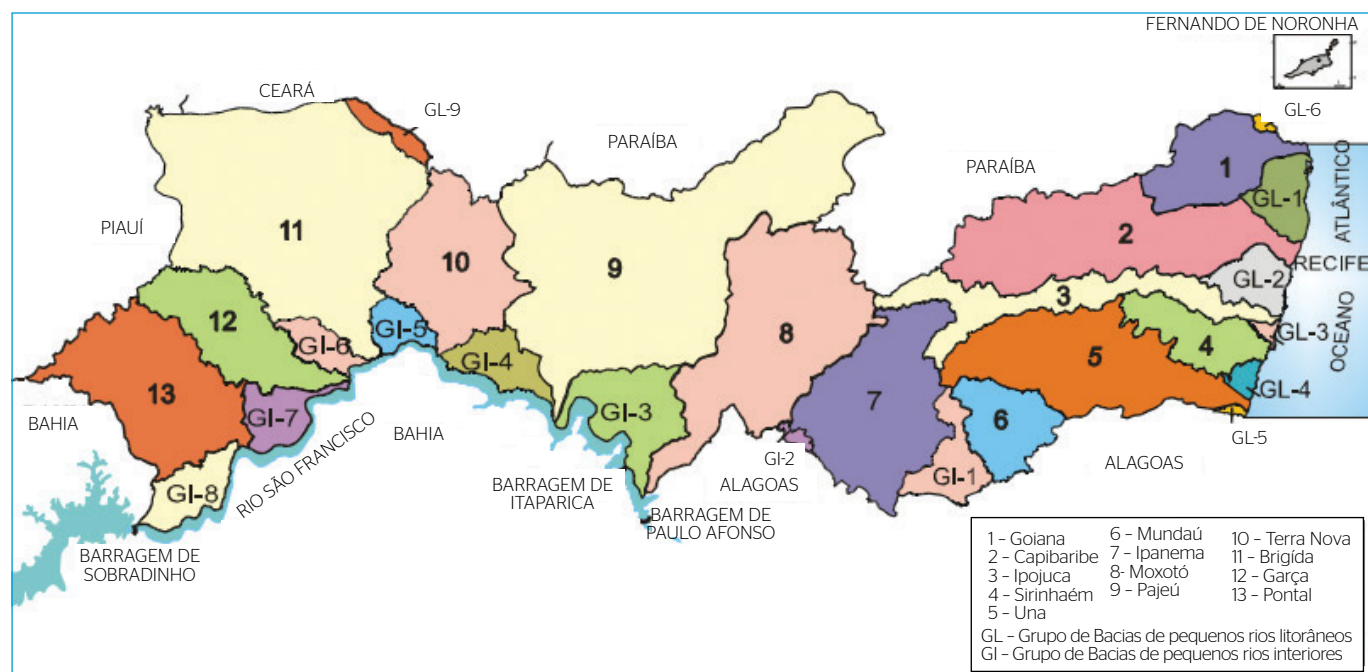 FERNANDO DE NORONHA
CEARÁ
GL-9
GL-6
PARAÍBA
PARAÍBA
1
GL-1
ATLÂNTICO
PIAUÍ
11
10
9
2
RECIFE
GL-2
3
12
GI-5
GI-6
GI-4
8
GL-3
4
5
OCEANO
13
GI-7
GI-3
7
6
GL-4
BAHIA
BAHIA
RIO SÃO FRANCISCO
GL-5
GI-2
GI-8
GI-1
ALAGOAS
ALAGOAS
BARRAGEM DE
ITAPARICA
BARRAGEM DE
PAULO AFONSO
BARRAGEM DE
SOBRADINHO
1 – Goiana
2 – Capibaribe
3 – Ipojuca
4 – Sirinhaém
5 – Una
6 – Mundaú
7 – Ipanema
8- Moxotó
9 – Pajeú
10 – Terra Nova
11 – Brigída
12 – Garça
13 – Pontal
GL – Grupo de Bacias de pequenos rios litorâneos
GI – Grupo de Bacias de pequenos rios interiores